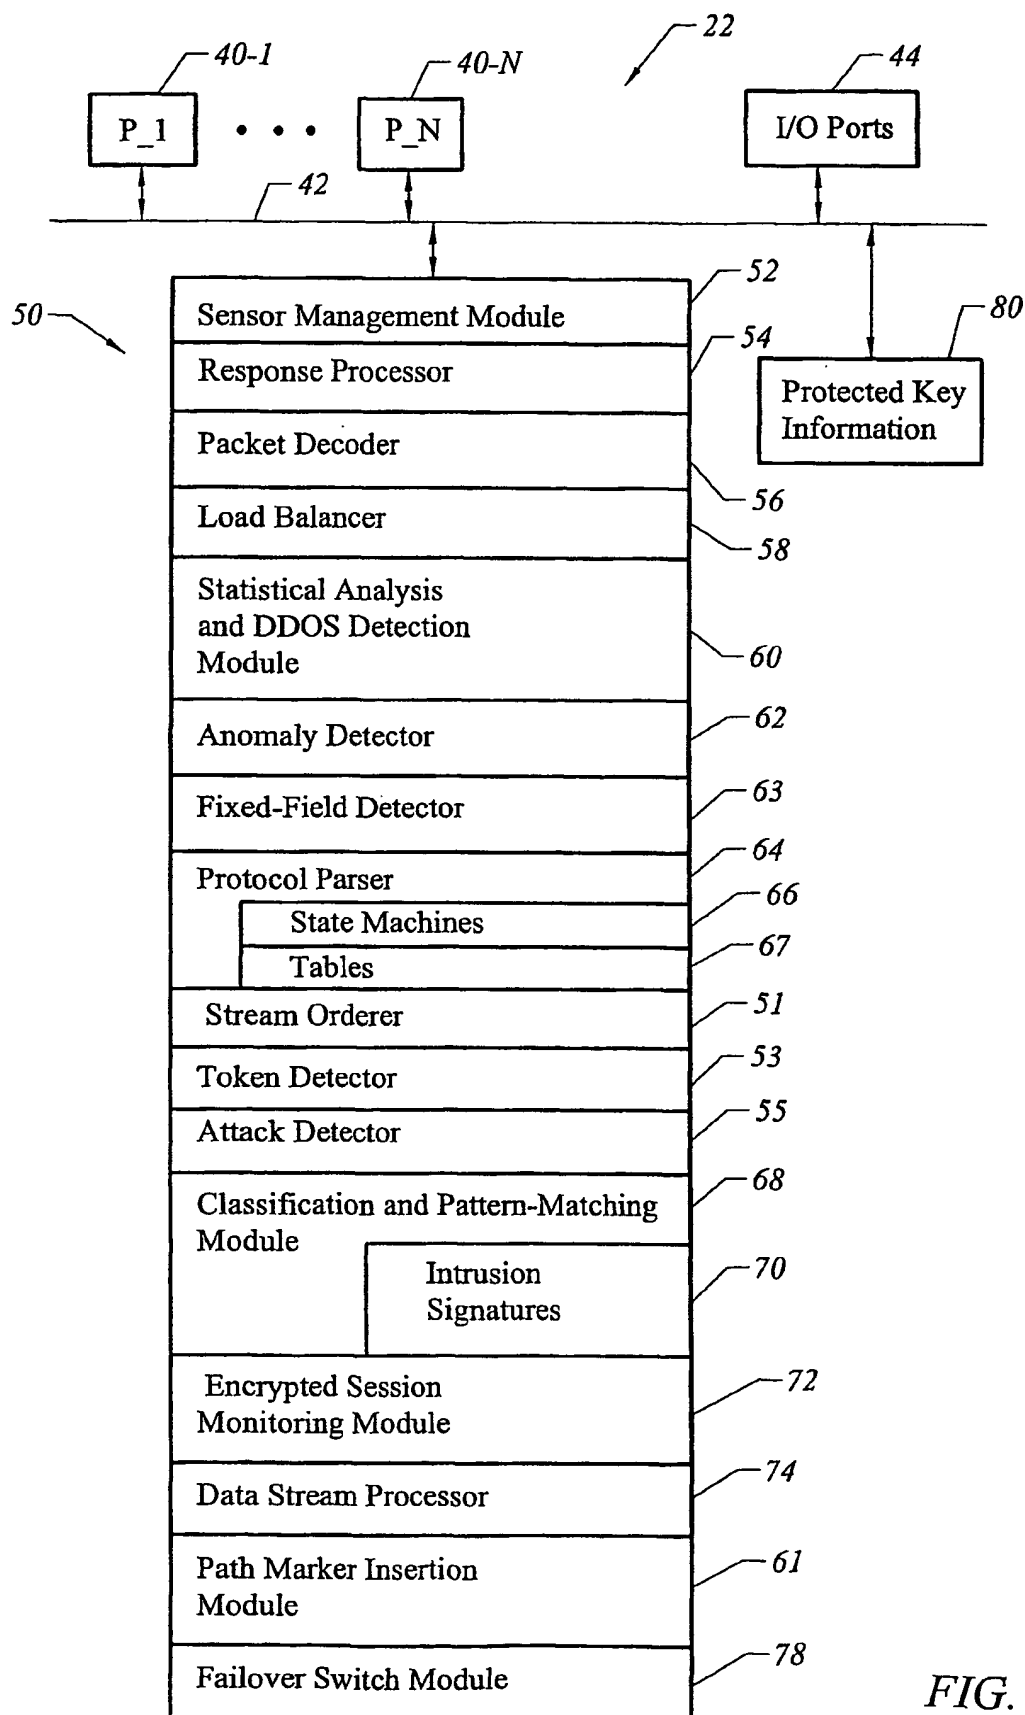 22
40-1
40-N
44
P_1
P_N
I/O Ports
42
50
52
Sensor Management Module
54
80
Response Processor
Protected Key
Information
Packet Decoder
56
Load Balancer
58
Statistical Analysis
and DDOS Detection
Module
60
Anomaly Detector
62
Fixed-Field Detector
63
Protocol Parser
64
State Machines
66
Tables
67
Stream Orderer
51
Token Detector
53
Attack Detector
55
Classification and Pattern-Matching
Module
68
Intrusion
Signatures
70
Encrypted Session
Monitoring Module
72
Data Stream Processor
74
Path Marker Insertion
Module
61
Failover Switch Module
78
FIG.